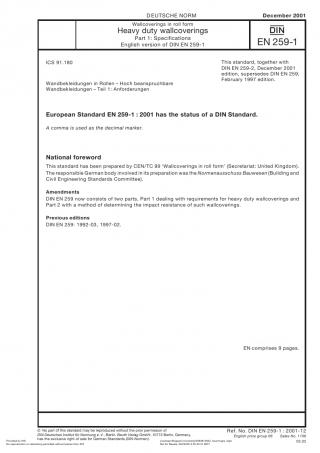 DEUTSCHE NORM
December 2001
Wallcoverings in roll form
Heavy duty wallcoverings
Part 1: Specifications
English version of DIN EN 259-1
DIN
EN 259-1
ICS 91.180
This standard, together with
DIN EN 259-2, December 2001
edition, supersedes DIN EN 259,
February 1997 edition.
Wandbekleidungen in Rollen – Hoch beanspruchbare
Wandbekleidungen – Teil 1: Anforderungen
European Standard EN 259-1 : 2001 has the status of a DIN Standard.
A comma is used as the decimal marker.
National foreword
This standard has been prepared by CEN/TC 99 ‘Wallcoverings in roll form’ (Secretariat: United Kingdom).
The responsible German body involved in its preparation was the Normenausschuss Bauwesen (Building and
Civil Engineering Standards Committee).
Amendments
DIN EN 259 now consists of two parts, Part 1 dealing with requirements for heavy duty wallcoverings and
Part 2 with a method of determining the impact resistance of such wallcoverings.
Previous editions
DIN EN 259: 1992-03, 1997-02.
EN comprises 9 pages.
© No part of this standard may be reproduced without the prior permission of
DIN Deutsches Institut für Normung e. V., Berlin. Beuth Verlag GmbH, 10772 Berlin, Germany,
has the exclusive right of sale for German Standards (DIN-Normen).
Ref. No. DIN EN 259-1 : 2001-12
English price group 08 Sales No. 1108